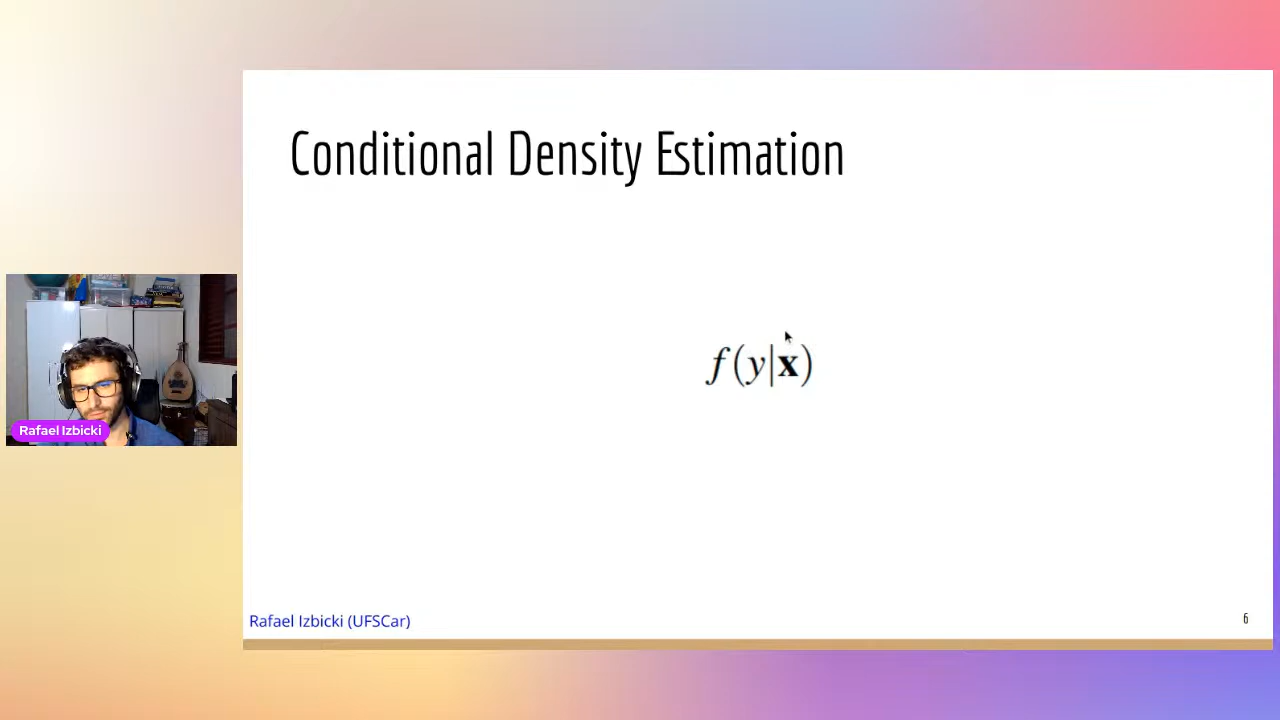 Conditional Density Estimation
f(y|x)
Rafael Izbicki
Rafael Izbicki (UFSCar)
6